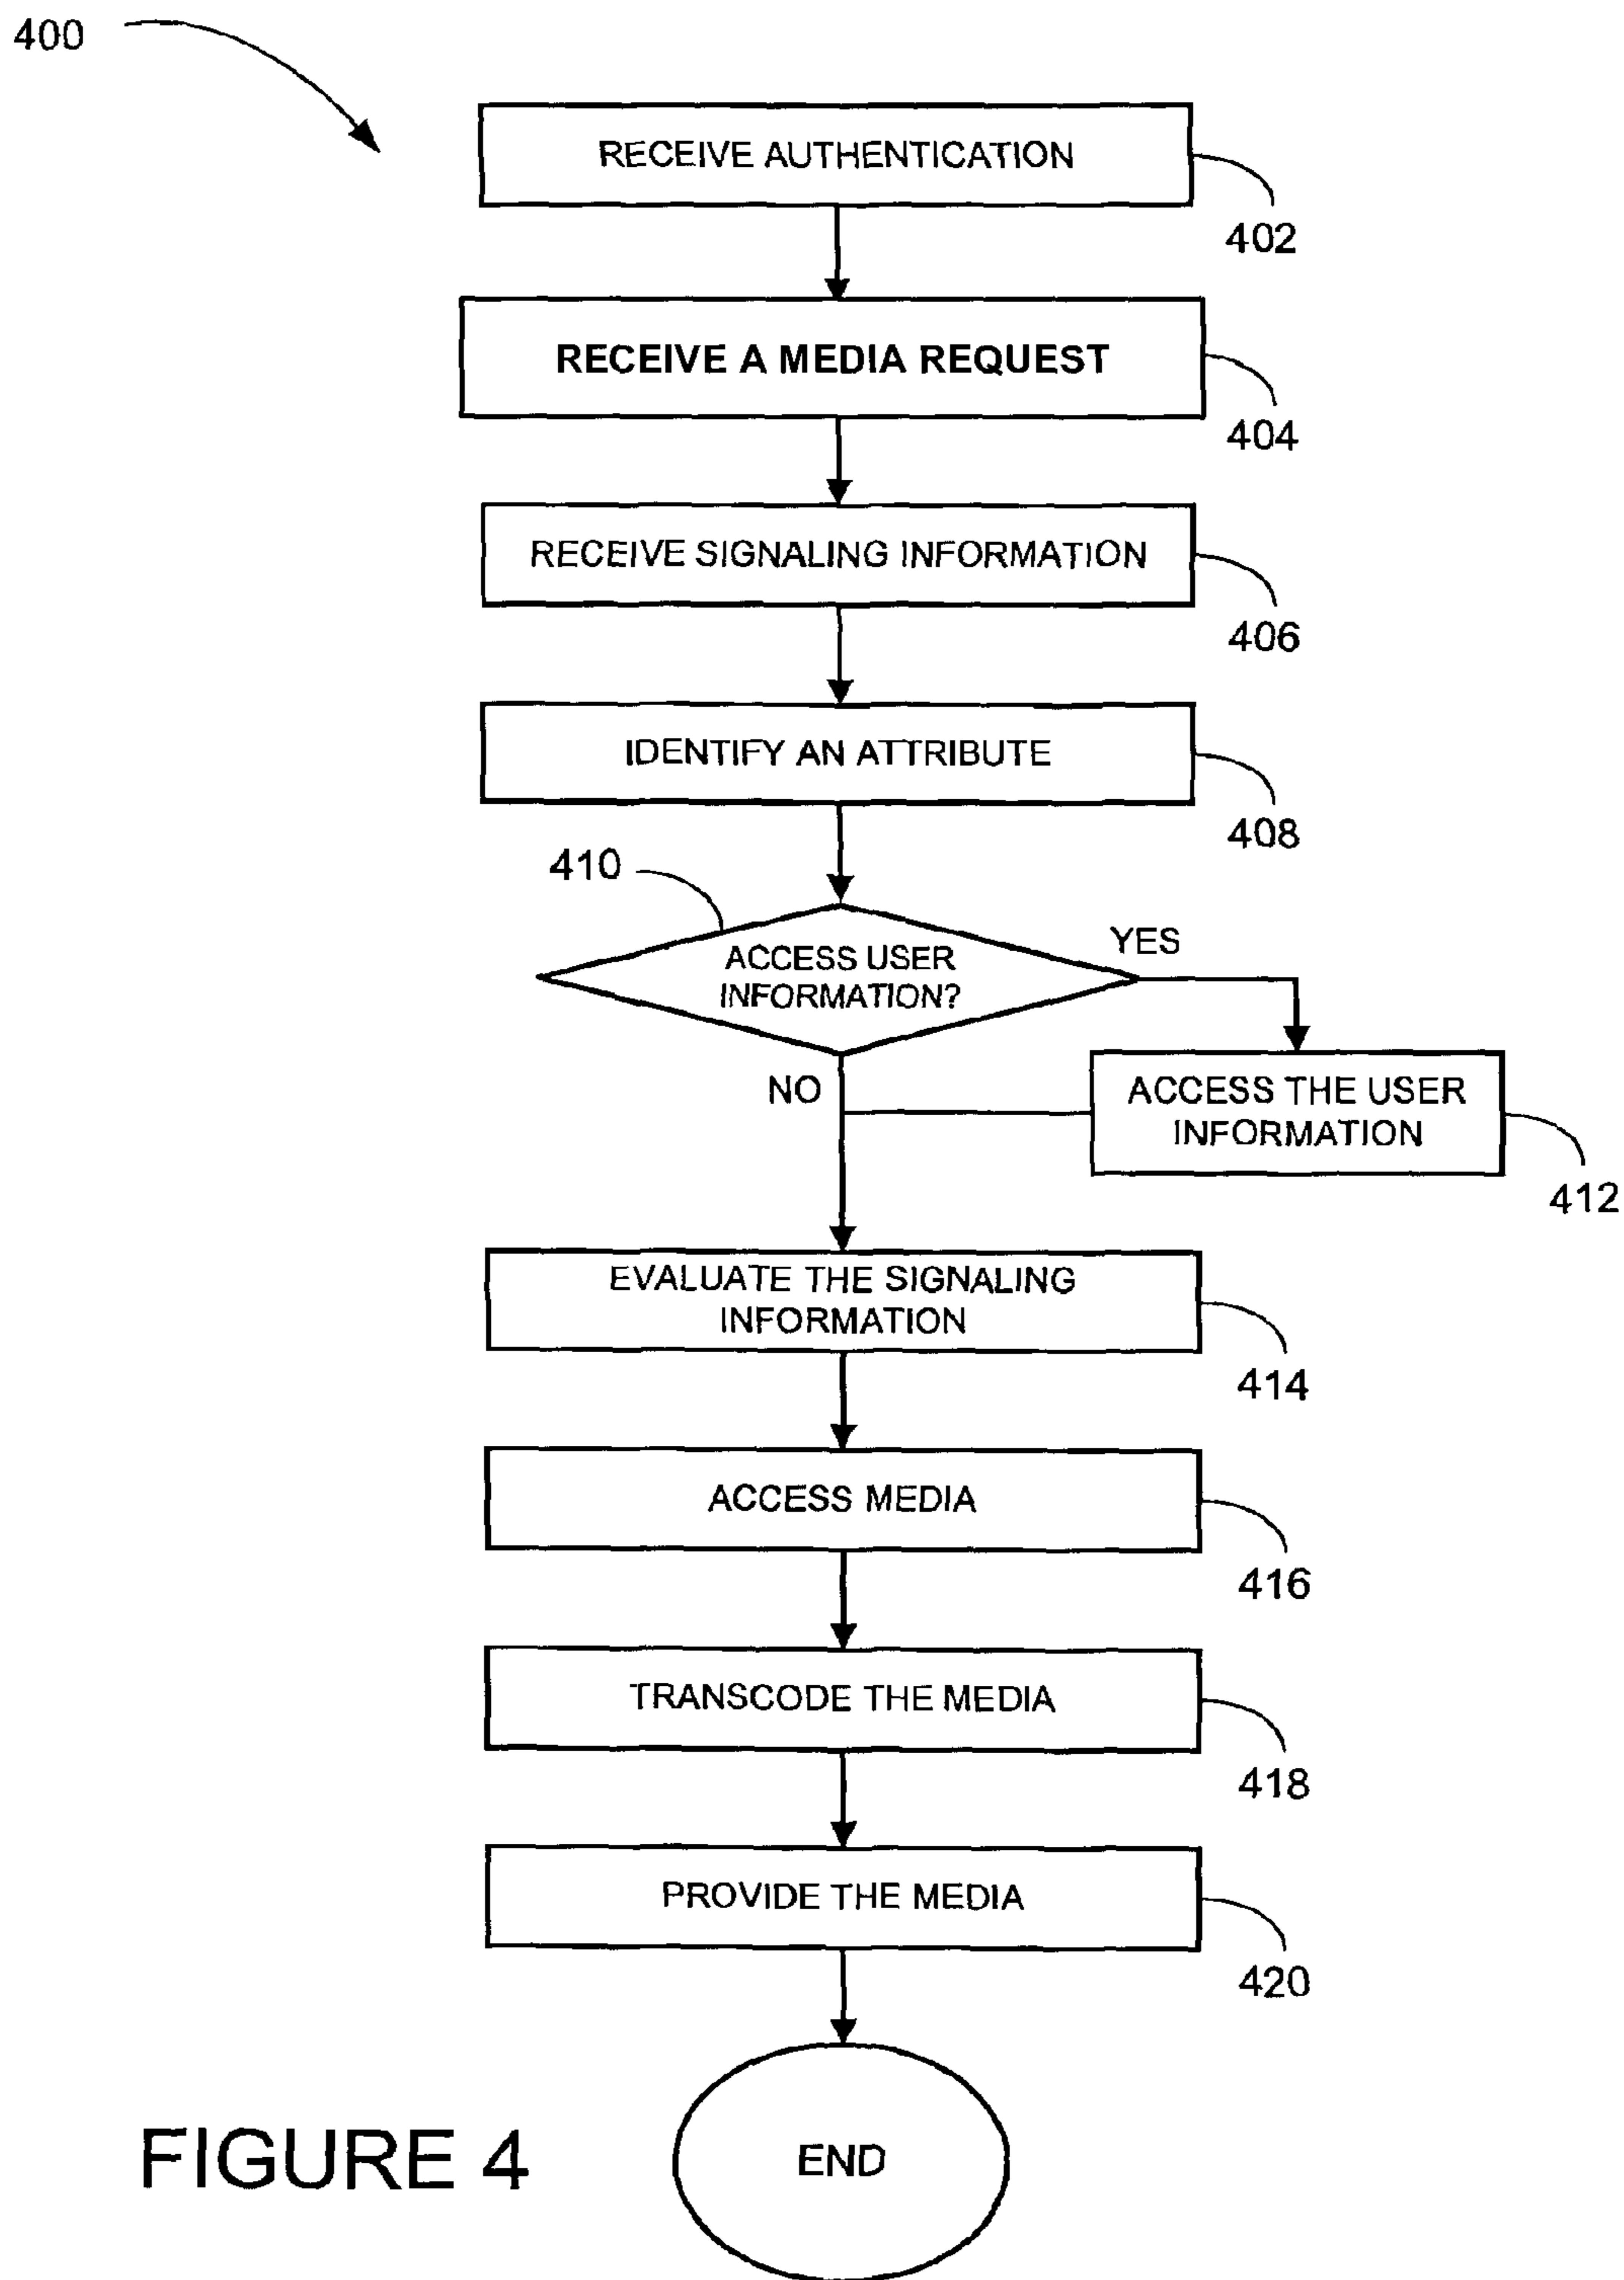 400
RECEIVE AUTHENTICATION
402
RECEIVE A MEDIA REQUEST
404
RECEIVE SIGNALING INFORMATION
406
IDENTIFY AN ATTRIBUTE
408
410
ACCESS USER
INFORMATION?
YES
NO
ACCESS THE USER
INFORMATION
412
EVALUATE THE SIGNALING
INFORMATION
414
ACCESS MEDIA
416
TRANSCODE THE MEDIA
418
PROVIDE THE MEDIA
420
END
FIGURE 4